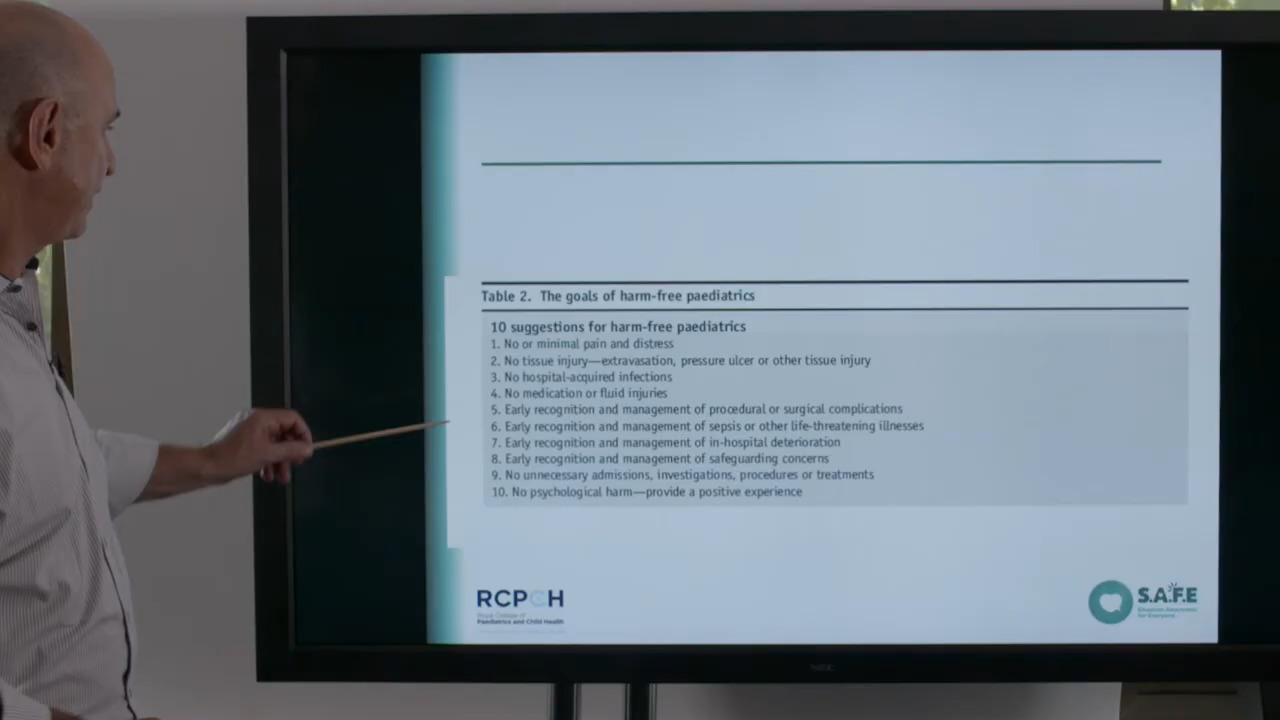 Table 2. The goals of harm-free paediatrics
10 suggestions for harm-free paediatrics
1. No or minimal pain and distress
2. No tissue injury—extravasation, pressure ulcer or other tissue injury
3. No hospital-acquired infections
4. No medication or fluid injuries
5. Early recognition and management of procedural or surgical complications
6. Early recognition and management of sepsis or other life-threatening illnesses
7. Early recognition and management of in-hospital deterioration
8. Early recognition and management of safeguarding concerns
9. No unnecessary admissions, investigations, procedures or treatments
10. No psychological harm—provide a positive experience
RCPCH
Royal College of
Paediatrics and Child Health
S.A.F.E
Situation Awareness
for Everyone
NEC